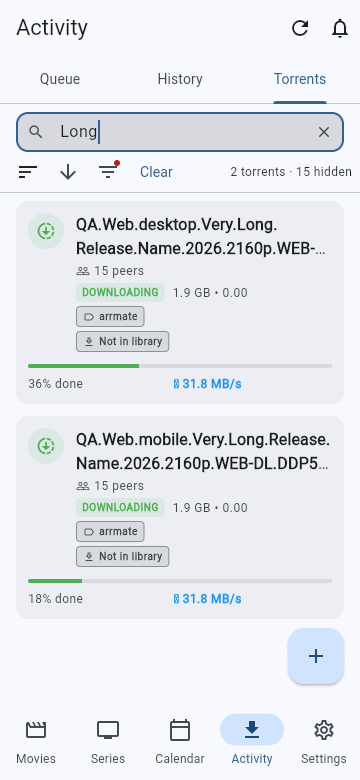 Activity
Queue History Torrents
Long
Clear 2 torrents · 15 hidden
QA.Web.desktop.Very.Long.
Release.Name.2026.2160p.WEB-...
15 peers
DOWNLOADING 1.9 GB • 0.00
arrmate
Not in library
36% done 31.8 MB/s
QA.Web.mobile.Very.Long.Release.
Name.2026.2160p.WEB-DL.DDP5...
15 peers
DOWNLOADING 1.9 GB • 0.00
arrmate
Not in library
18% done 31.8 MB/s
Movies Series Calendar Activity Settings